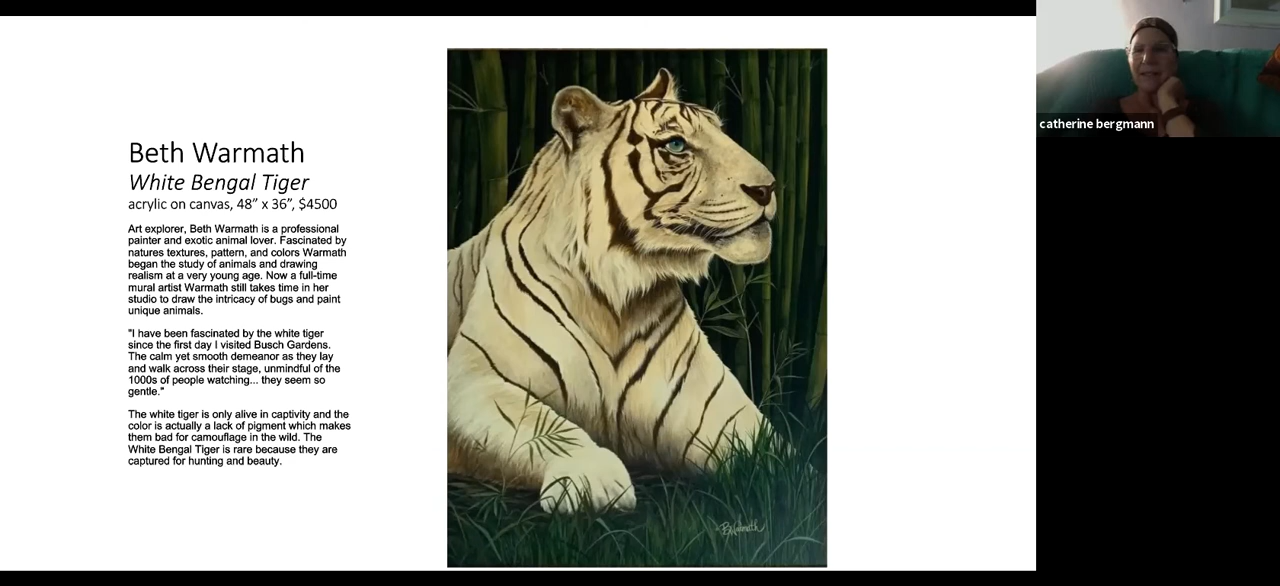 Beth Warmath
White Bengal Tiger
acrylic on canvas, 48” x 36”, $4500
Art explorer, Beth Warmath is a professional
painter and exotic animal lover. Fascinated by
natures textures, pattern, and colors Warmath
began the study of animals and drawing
realism at a very young age. Now a full-time
mural artist Warmath still takes time in her
studio to draw the intricacy of bugs and paint
unique animals.
"I have been fascinated by the white tiger
since the first day I visited Busch Gardens.
The calm yet smooth demeanor as they lay
and walk across their stage, unmindful of the
1000s of people watching... they seem so
gentle."
The white tiger is only alive in captivity and the
color is actually a lack of pigment which makes
them bad for camouflage in the wild. The
White Bengal Tiger is rare because they are
captured for hunting and beauty.
BWarmath
catherine bergmann